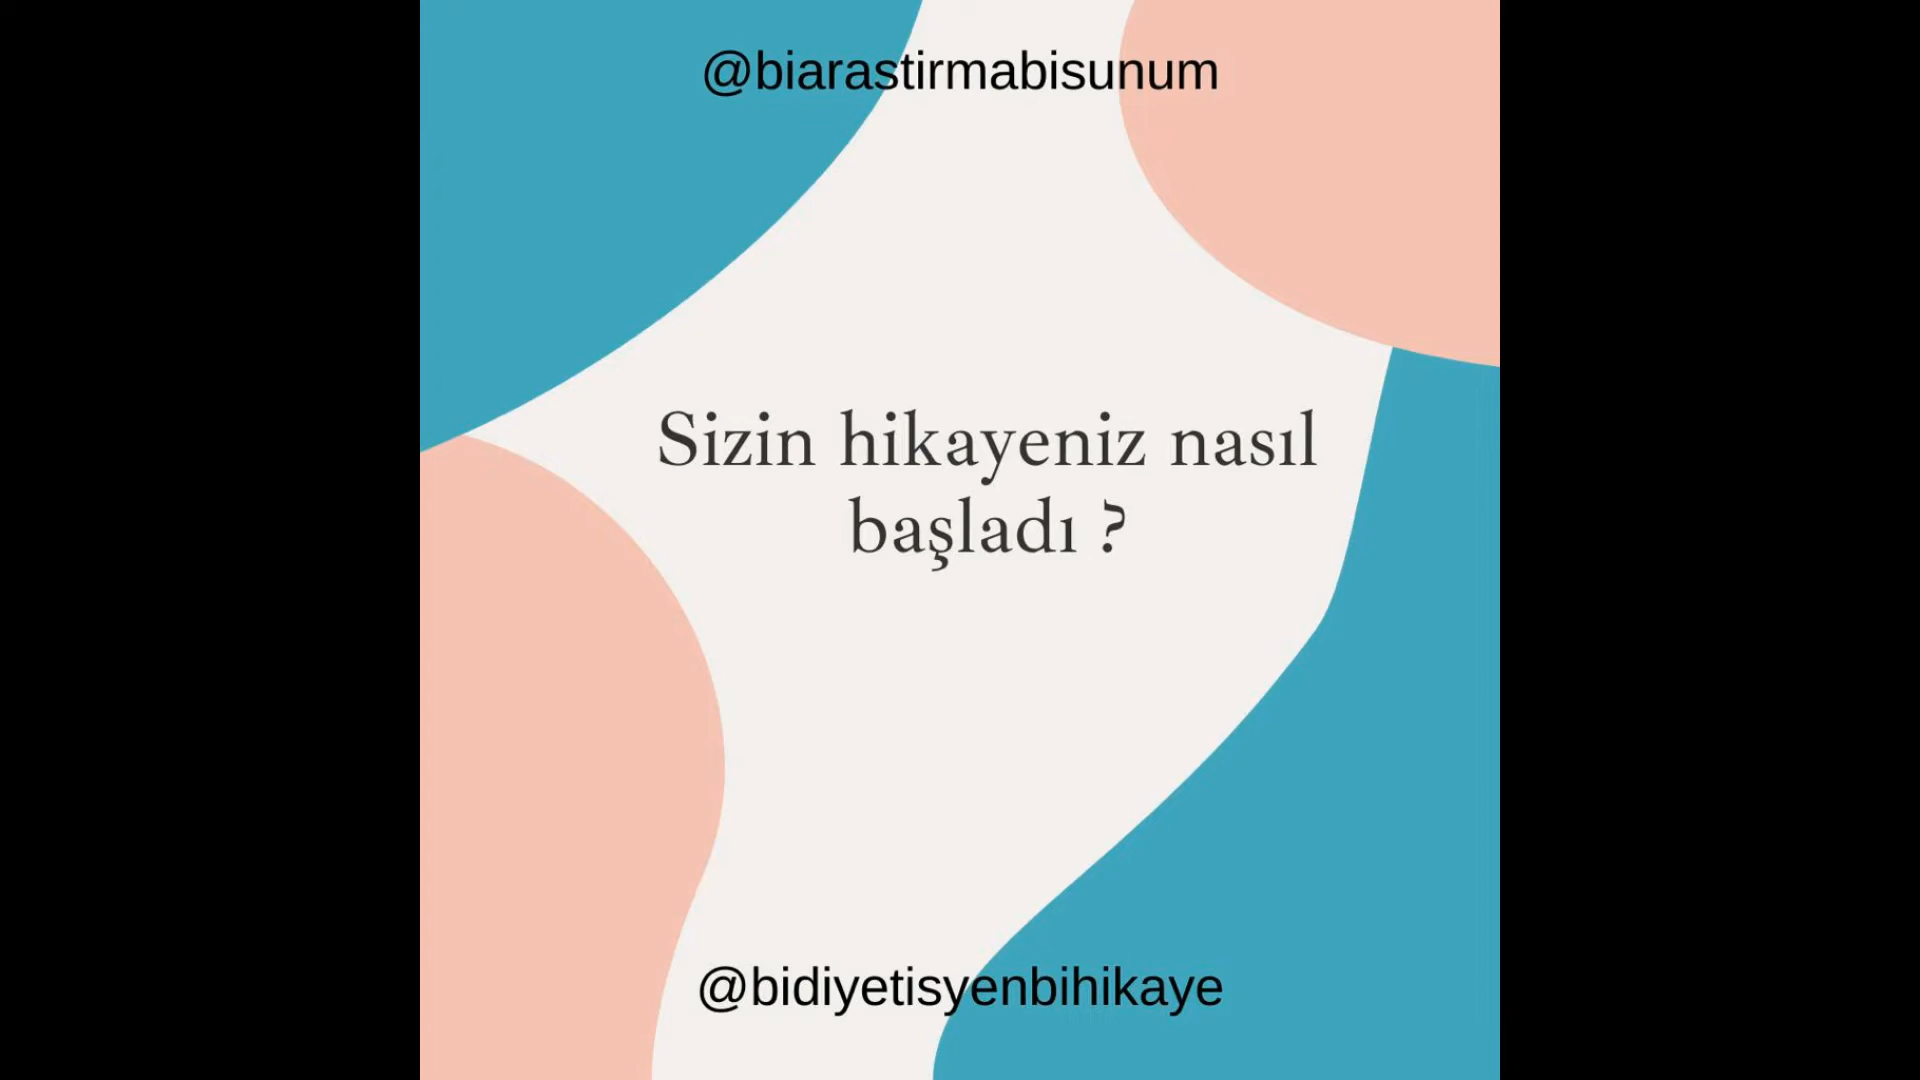 @biarastirmabisunum
Sizin hikayeniz nasıl
başladı ?
@bidiyetisyenbihikaye